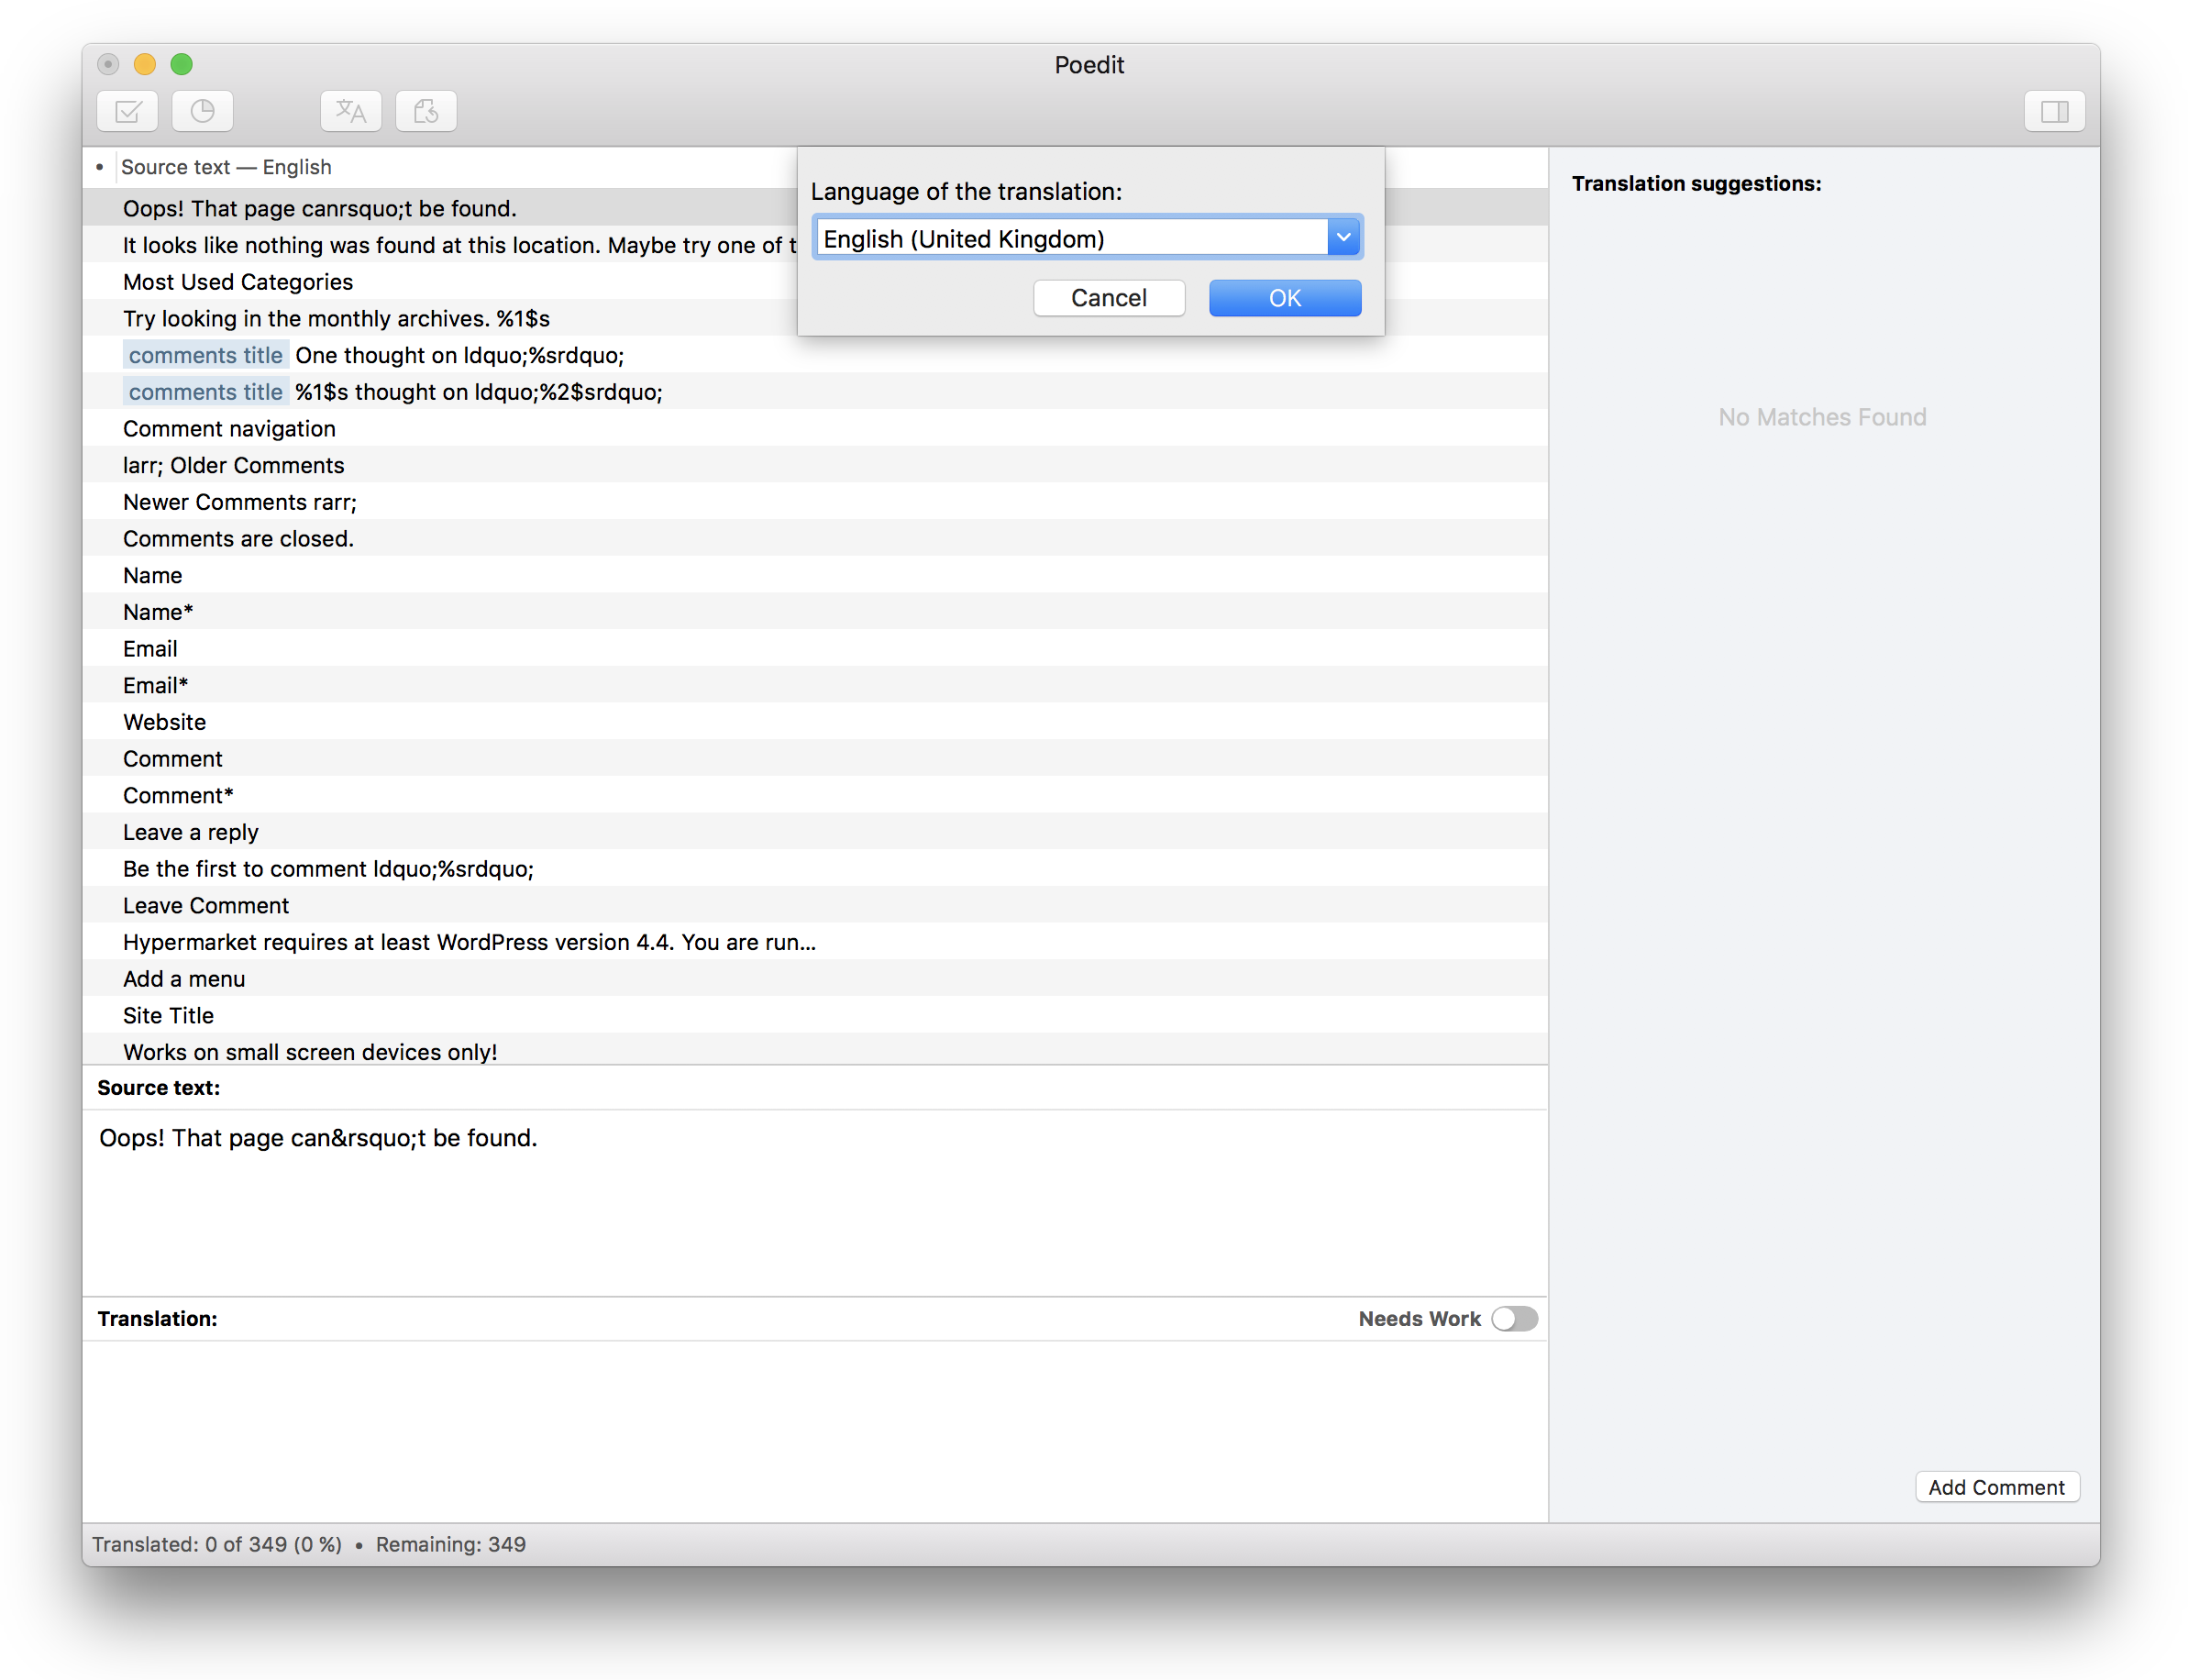 Poedit
• Source text — English
Language of the translation:
English (United Kingdom)
Cancel
OK
Oops! That page canrsquo;t be found.
It looks like nothing was found at this location. Maybe try one of t
Most Used Categories
Try looking in the monthly archives. %1$s
comments title One thought on ldquo;%srdquo;
comments title %1$s thought on ldquo;%2$srdquo;
Comment navigation
larr; Older Comments
Newer Comments rarr;
Comments are closed.
Name
Name*
Email
Email*
Website
Comment
Comment*
Leave a reply
Be the first to comment ldquo;%srdquo;
Leave Comment
Hypermarket requires at least WordPress version 4.4. You are run...
Add a menu
Site Title
Works on small screen devices only!
Source text:
Oops! That page can&rsquo;t be found.
Translation:
Needs Work
Translation suggestions:
No Matches Found
Add Comment
Translated: 0 of 349 (0 %) • Remaining: 349